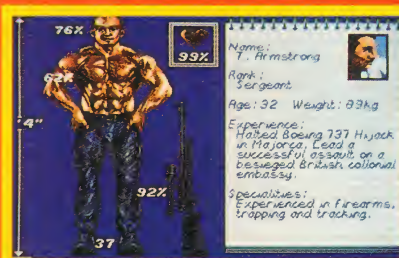 76%
99%
62%
4"
92%
37
Name:
T. Armstrong
Rank:
Sergeant
Age: 32 Weight: 89kg
Experience:
Halted Boeing 737 Hijack
in Majorca. Lead a
successful assault on a
besieged British colonial
embassy.
Specialities:
Experienced in firearms,
trapping and tracking.